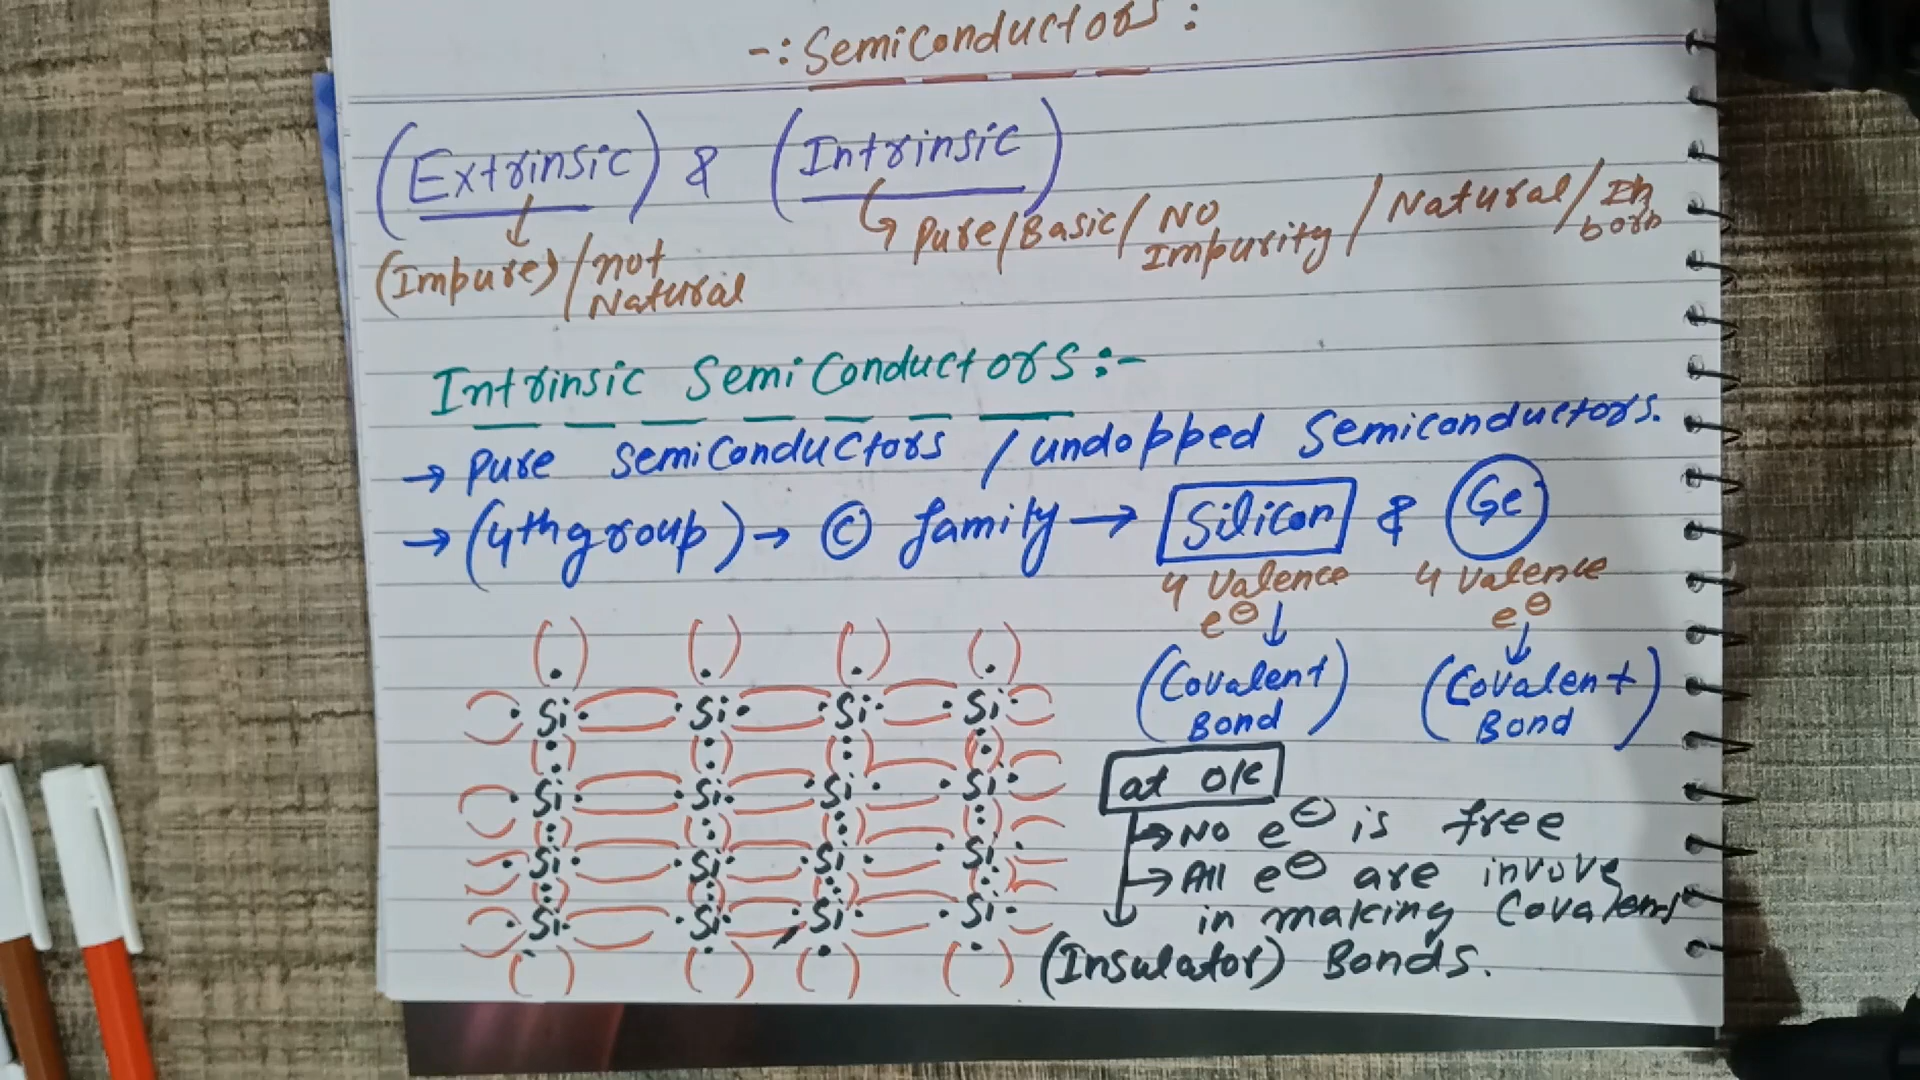 -: Semiconductors:
(Extrinsic) & (Intrinsic)
(Impure) / not Natural
Pure/Basic/ NO Impurity / Natural / In born
Intrinsic SemiConductors:-
→ Pure semiConductors / undopped Semiconductors.
→ (4th group) → © family → Silicon & Ge
4 Valence e⊖ ↓ 4 Valence e⊖ ↓
(Covalent Bond) (Covalent Bond)
Si Si Si Si
Si Si Si Si
Si Si Si Si
Si Si Si Si
at 0K
→ NO e⊖ is free
→ All e⊖ are invove
in making Covalent
(Insulator) Bonds.